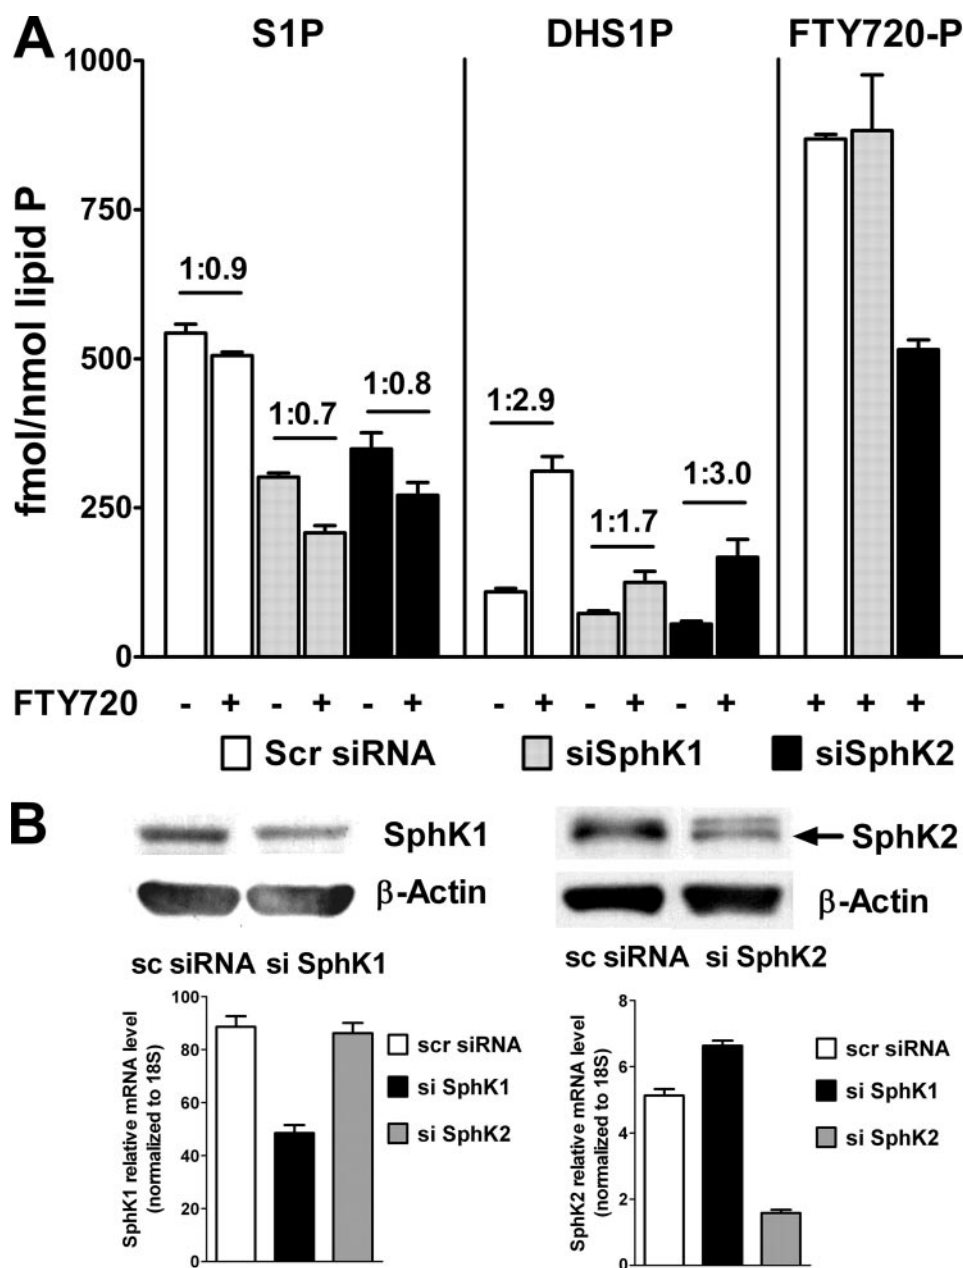 A
S1P DHS1P FTY720-P
fmol/nmol lipid P
1000
750
500
250
0
1:0.9
1:0.7
1:0.8
1:2.9
1:1.7
1:3.0
FTY720 - + - + - + - + - + - + + + +
Scr siRNA siSphK1 siSphK2
B
SphK1
β-Actin
sc siRNA si SphK1
SphK2
β-Actin
sc siRNA si SphK2
SphK1 relative mRNA level
(normalized to 18S)
100
80
60
40
20
0
scr siRNA
si SphK1
si SphK2
SphK2 relative mRNA level
(normalized to 18S)
8
6
4
2
0
scr siRNA
si SphK1
si SphK2